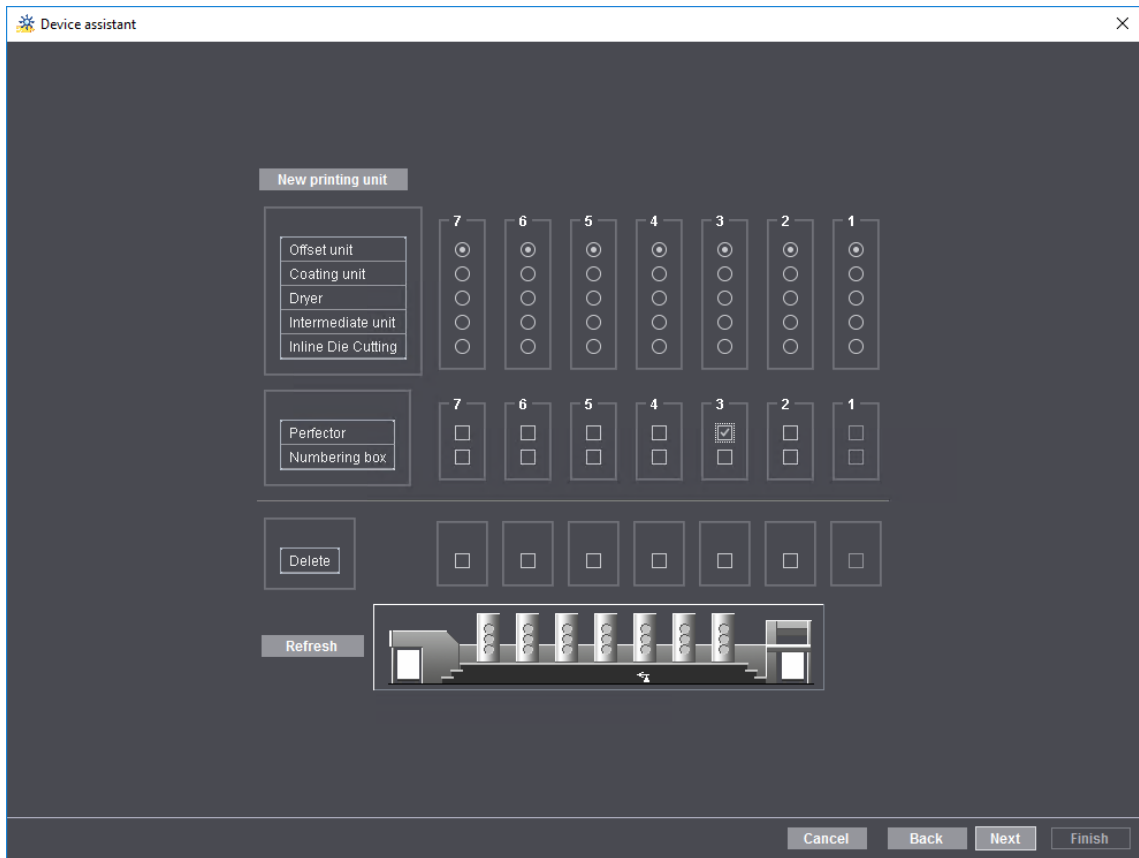 Device assistant
New printing unit
7 6 5 4 3 2 1
Offset unit
Coating unit
Dryer
Intermediate unit
Inline Die Cutting
7 6 5 4 3 2 1
Perfector
Numbering box
Delete
Refresh
Cancel Back Next Finish